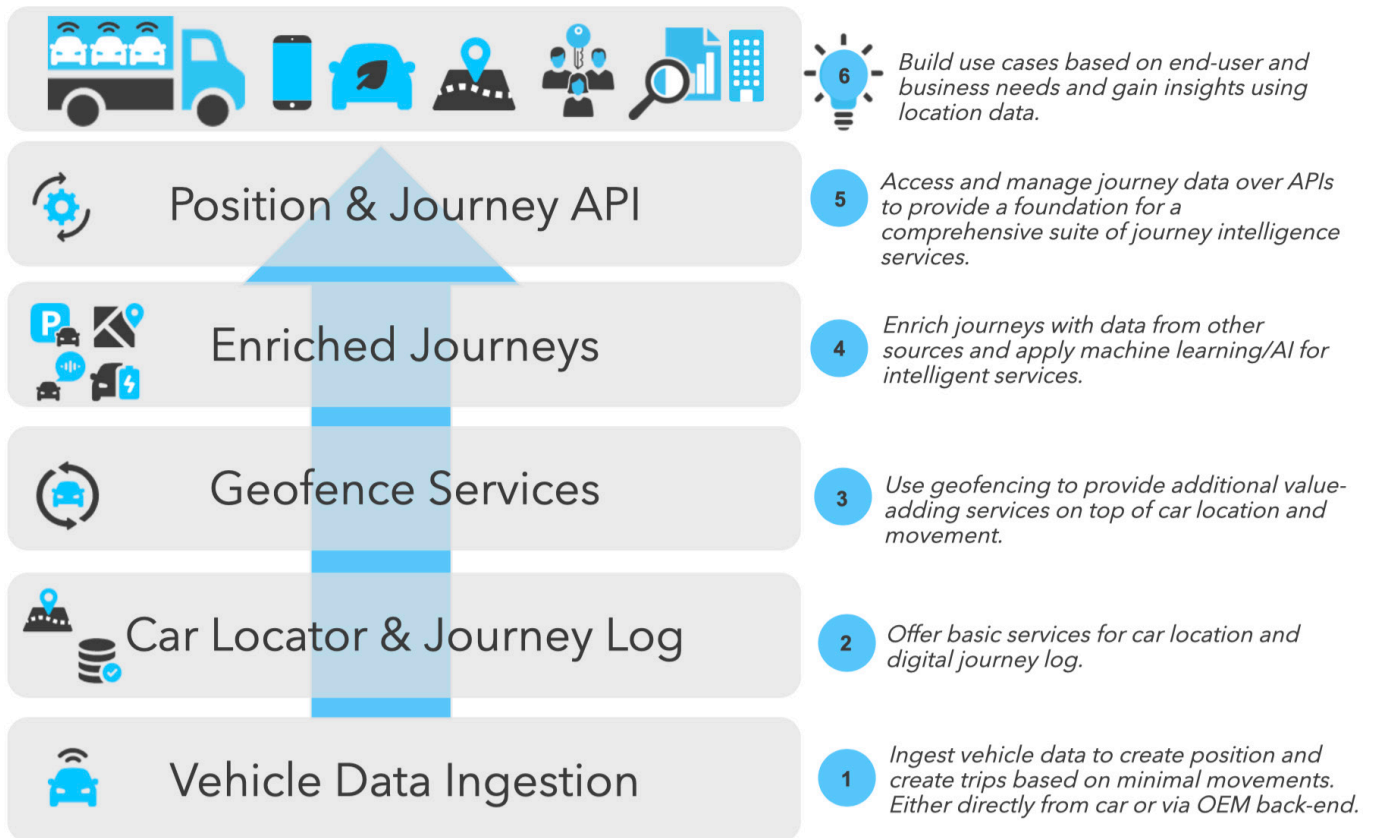 6
Build use cases based on end-user and
business needs and gain insights using
location data.
Position & Journey API
5
Access and manage journey data over APIs
to provide a foundation for a
comprehensive suite of journey intelligence
services.
P
Enriched Journeys
4
Enrich journeys with data from other
sources and apply machine learning/AI for
intelligent services.
Geofence Services
3
Use geofencing to provide additional value-
adding services on top of car location and
movement.
Car Locator & Journey Log
2
Offer basic services for car location and
digital journey log.
Vehicle Data Ingestion
1
Ingest vehicle data to create position and
create trips based on minimal movements.
Either directly from car or via OEM back-end.